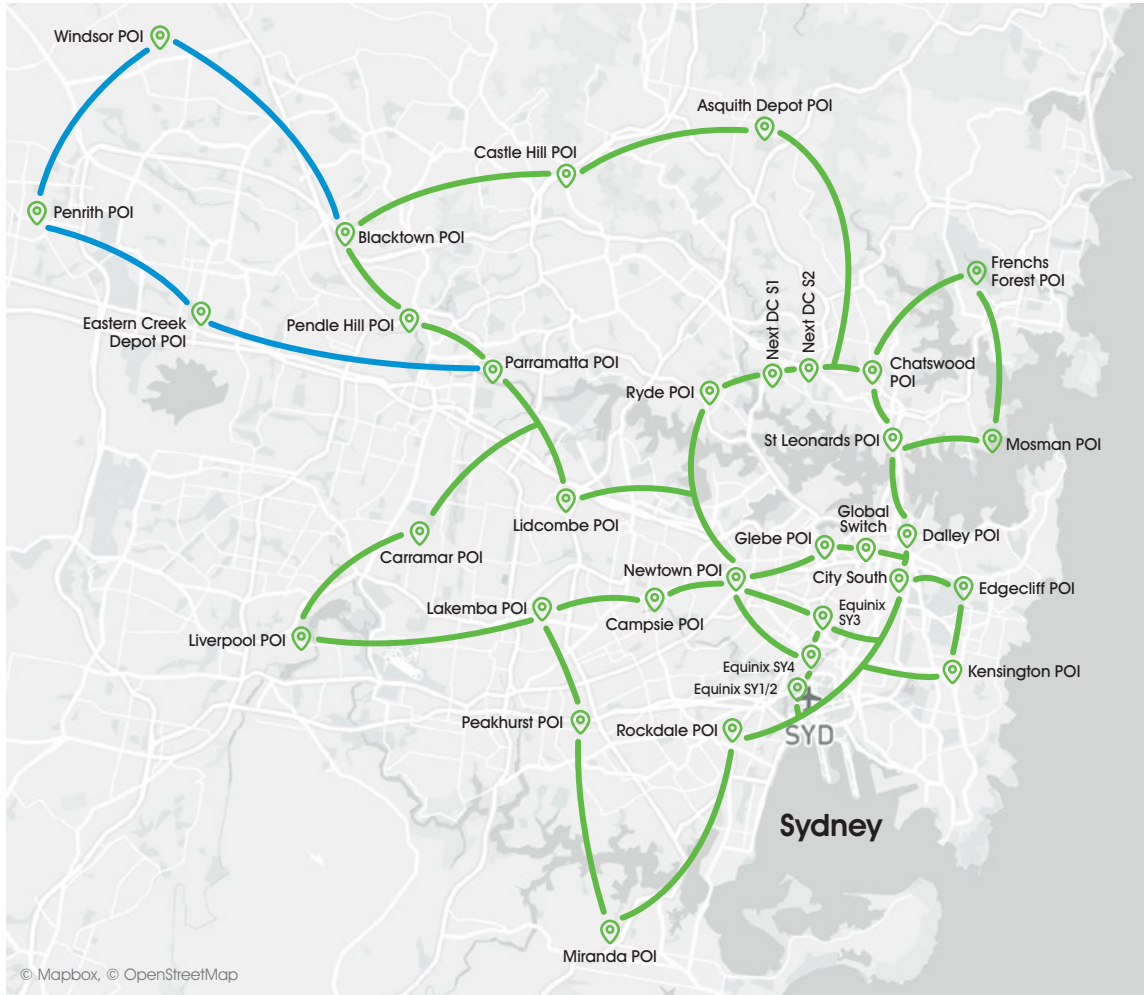 Windsor POI
Asquith Depot POI
Castle Hill POI
Penrith POI
Blacktown POI
Frenchs
Forest POI
Next DC S1
Next DC S2
Eastern Creek
Depot POI
Pendle Hill POI
Parramatta POI
Chatswood
POI
Ryde POI
St Leonards POI
Mosman POI
Lidcombe POI
Global
Switch
Glebe POI
Dalley POI
Carramar POI
Newtown POI
City South
Edgecliff POI
Lakemba POI
Equinix
SY3
Campsie POI
Liverpool POI
Equinix SY4
Kensington POI
Equinix SY1/2
Peakhurst POI
Rockdale POI
SYD
Sydney
Miranda POI
© Mapbox, © OpenStreetMap